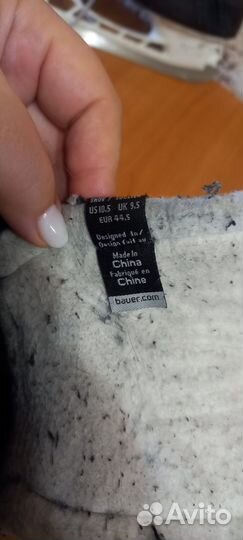 US 10.5 UK 9.5
EUR 44.5
Designed in/
Made in
China
Fabriqué en
Chine
bauer.com
Avito